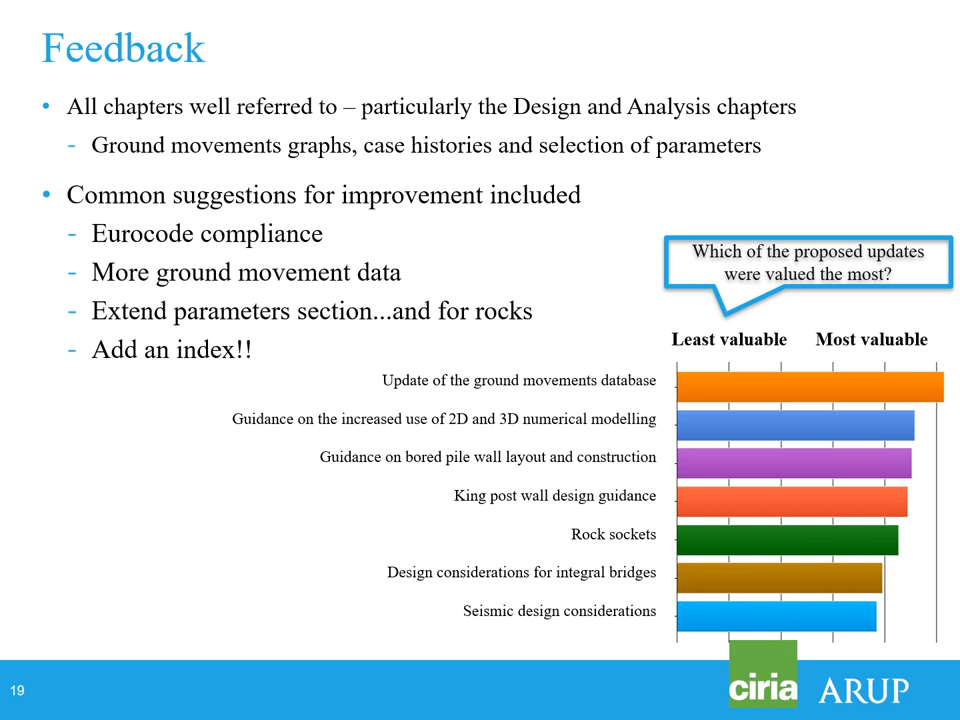 Feedback
• All chapters well referred to – particularly the Design and Analysis chapters
- Ground movements graphs, case histories and selection of parameters
• Common suggestions for improvement included
- Eurocode compliance
- More ground movement data
- Extend parameters section...and for rocks
- Add an index!!
Which of the proposed updates
were valued the most?
Least valuable Most valuable
Update of the ground movements database
Guidance on the increased use of 2D and 3D numerical modelling
Guidance on bored pile wall layout and construction
King post wall design guidance
Rock sockets
Design considerations for integral bridges
Seismic design considerations
19
ciria
ARUP